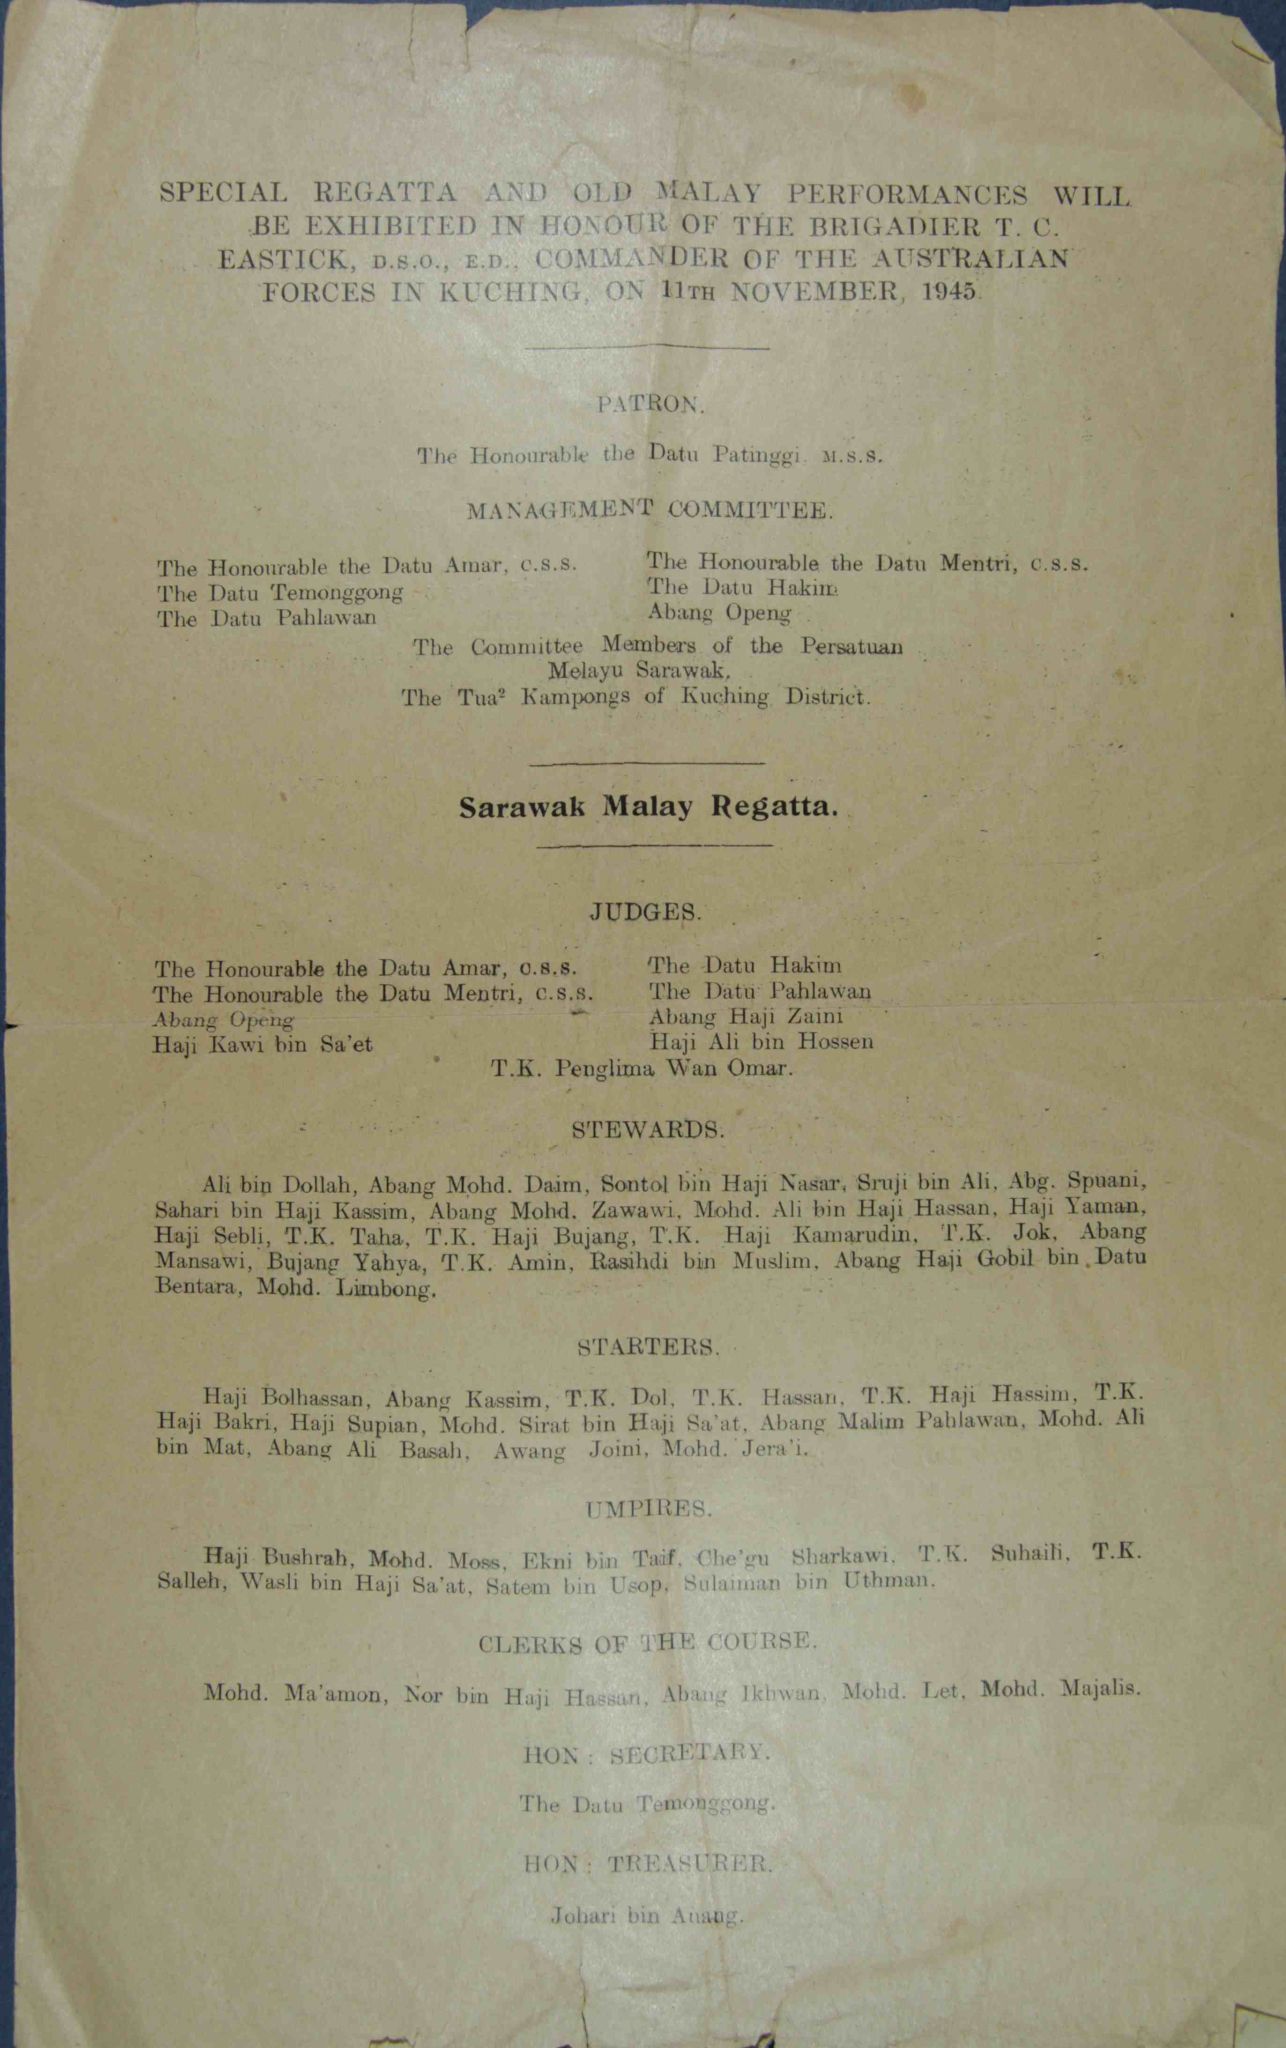 SPECIAL REGATTA AND OLD MALAY PERFORMANCES WILL
BE EXHIBITED IN HONOUR OF THE BRIGADIER T. C.
EASTICK, D.S.O., E.D., COMMANDER OF THE AUSTRALIAN
FORCES IN KUCHING, ON 11TH NOVEMBER, 1945.
PATRON.
The Honourable the Datu Patinggi. M.S.S.
MANAGEMENT COMMITTEE.
The Honourable the Datu Amar, C.S.S. The Honourable the Datu Mentri, C.S.S.
The Datu Temonggong The Datu Hakim
The Datu Pahlawan Abang Openg
The Committee Members of the Persatuan
Melayu Sarawak,
The Tua² Kampongs of Kuching District.
Sarawak Malay Regatta.
JUDGES.
The Honourable the Datu Amar, C.S.S. The Datu Hakim
The Honourable the Datu Mentri, C.S.S. The Datu Pahlawan
Abang Openg Abang Haji Zaini
Haji Kawi bin Sa'et Haji Ali bin Hossen
T.K. Penglima Wan Omar.
STEWARDS.
Ali bin Dollah, Abang Mohd. Daim, Sontol bin Haji Nasar, Sruji bin Ali, Abg. Spuani,
Sahari bin Haji Kassim, Abang Mohd. Zawawi, Mohd. Ali bin Haji Hassan, Haji Yaman,
Haji Sebli, T.K. Taha, T.K. Haji Bujang, T.K. Haji Kamarudin, T.K. Jok, Abang
Mansawi, Bujang Yahya, T.K. Amin, Rasihdi bin Muslim, Abang Haji Gobil bin Datu
Bentara, Mohd. Limbong.
STARTERS.
Haji Bolhassan, Abang Kassim, T.K. Dol, T.K. Hassan, T.K. Haji Hassim, T.K.
Haji Bakri, Haji Supian, Mohd. Sirat bin Haji Sa'at, Abang Malim Pahlawan, Mohd. Ali
bin Mat, Abang Ali Basah, Awang Joini, Mohd. Jera'i.
UMPIRES.
Haji Bushrah, Mohd. Moss, Ekni bin Taif, Che'gu Sharkawi, T.K. Suhaili, T.K.
Salleh, Wasli bin Haji Sa'at, Satem bin Usop, Sulaiman bin Uthman.
CLERKS OF THE COURSE.
Mohd. Ma'amon, Nor bin Haji Hassan, Abang Ikhwan, Mohd. Let, Mohd. Majalis.
HON: SECRETARY.
The Datu Temonggong.
HON: TREASURER.
Johari bin Anang.